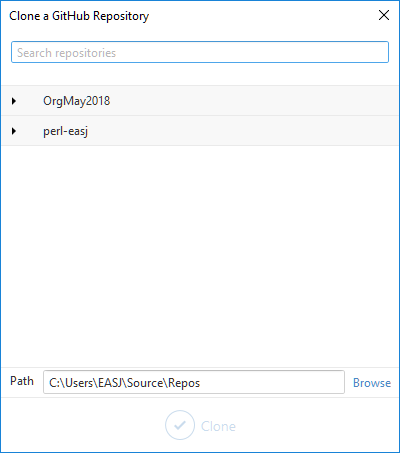 Clone a GitHub Repository
Search repositories
OrgMay2018
perl-easj
Path C:\Users\EASJ\Source\Repos Browse
Clone